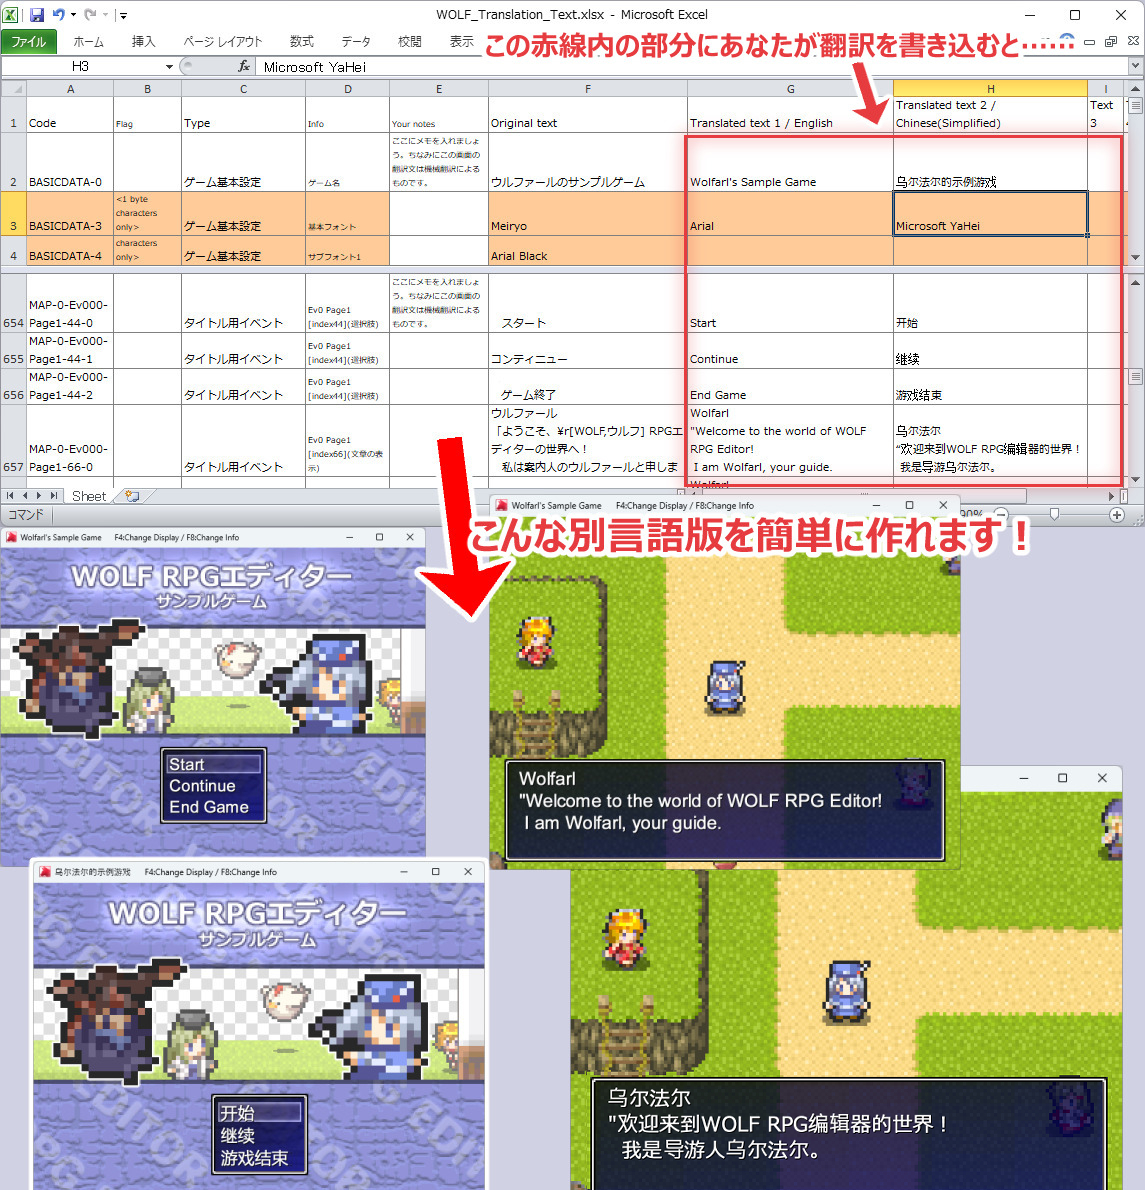 WOLF_Translation_Text.xlsx - Microsoft Excel
ファイル ホーム 挿入 ページ レイアウト 数式 データ 校閲 表示
この赤線内の部分にあなたが翻訳を書き込むと……
H3 fx Microsoft YaHei
A B C D E F G H I
1 Code Flag Type Info Your notes Original text Translated text 1 / English Translated text 2 / Chinese(Simplified) Text 3
2 BASICDATA-0 ゲーム基本設定 ゲーム名 ここにメモを入れましょう。ちなみにこの画面の翻訳文は機械翻訳によるものです。 ウルファールのサンプルゲーム Wolfarl's Sample Game 乌尔法尔的示例游戏
3 BASICDATA-3 <1 byte characters only> ゲーム基本設定 基本フォント Meiryo Arial Microsoft YaHei
4 BASICDATA-4 characters only> ゲーム基本設定 サブフォント1 Arial Black
654 MAP-0-Ev000-Page1-44-0 タイトル用イベント Ev0 Page1 [index44](選択肢) ここにメモを入れましょう。ちなみにこの画面の翻訳文は機械翻訳によるものです。 スタート Start 开始
655 MAP-0-Ev000-Page1-44-1 タイトル用イベント Ev0 Page1 [index44](選択肢) コンティニュー Continue 继续
656 MAP-0-Ev000-Page1-44-2 タイトル用イベント Ev0 Page1 [index44](選択肢) ゲーム終了 End Game 游戏结束
657 MAP-0-Ev000-Page1-66-0 タイトル用イベント Ev0 Page1 [index66](文章の表示)
ウルファール
「ようこそ、¥r[WOLF,ウルフ] RPGエディターの世界へ！
私は案内人のウルファールと申しま
Wolfarl
"Welcome to the world of WOLF RPG Editor!
I am Wolfarl, your guide.
Wolfarl
乌尔法尔
"欢迎来到WOLF RPG编辑器的世界！
我是导游乌尔法尔。
Sheet
コマンド 90%
Wolfarl's Sample Game F4:Change Display / F8:Change Info
こんな別言語版を簡単に作れます！
Wolfarl's Sample Game F4:Change Display / F8:Change Info
WOLF RPGエディター
サンプルゲーム
Start
Continue
End Game
Wolfarl
"Welcome to the world of WOLF RPG Editor!
I am Wolfarl, your guide.
乌尔法尔的示例游戏 F4:Change Display / F8:Change Info
WOLF RPGエディター
サンプルゲーム
开始
继续
游戏结束
乌尔法尔
"欢迎来到WOLF RPG编辑器的世界！
我是导游人乌尔法尔。